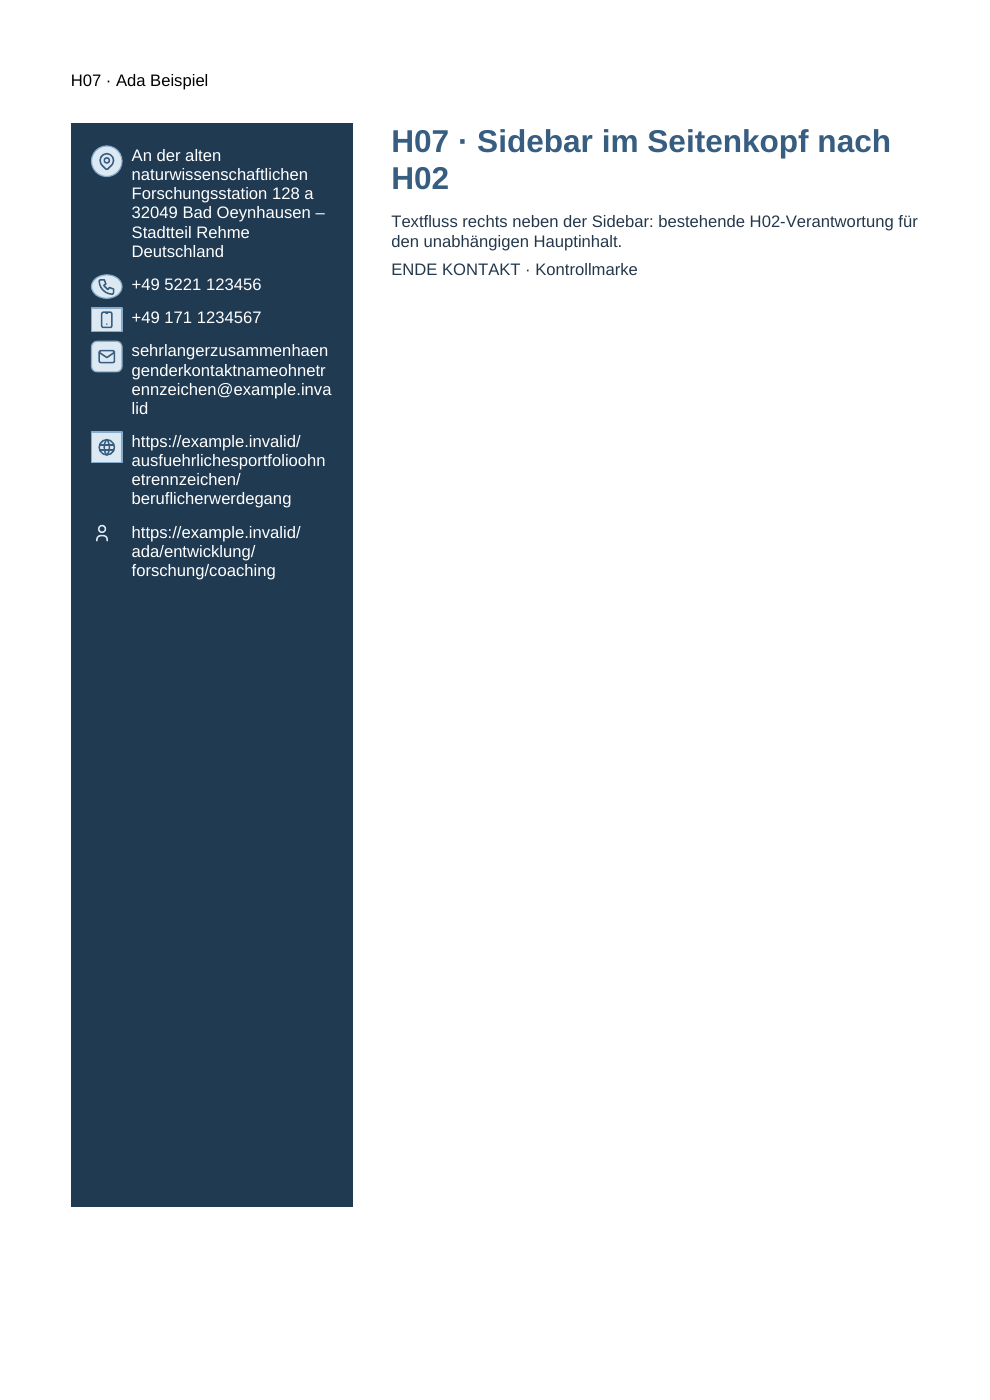 H07 · Ada Beispiel
An der alten
naturwissenschaftlichen
Forschungsstation 128 a
32049 Bad Oeynhausen –
Stadtteil Rehme
Deutschland
+49 5221 123456
+49 171 1234567
sehrlangerzusammenhaen
genderkontaktnameohnetr
ennzeichen@example.inva
lid
https://example.invalid/
ausfuehrlichesportfolioohn
etrennzeichen/
beruflicherwerdegang
https://example.invalid/
ada/entwicklung/
forschung/coaching
H07 · Sidebar im Seitenkopf nach
H02
Textfluss rechts neben der Sidebar: bestehende H02-Verantwortung für
den unabhängigen Hauptinhalt.
ENDE KONTAKT · Kontrollmarke